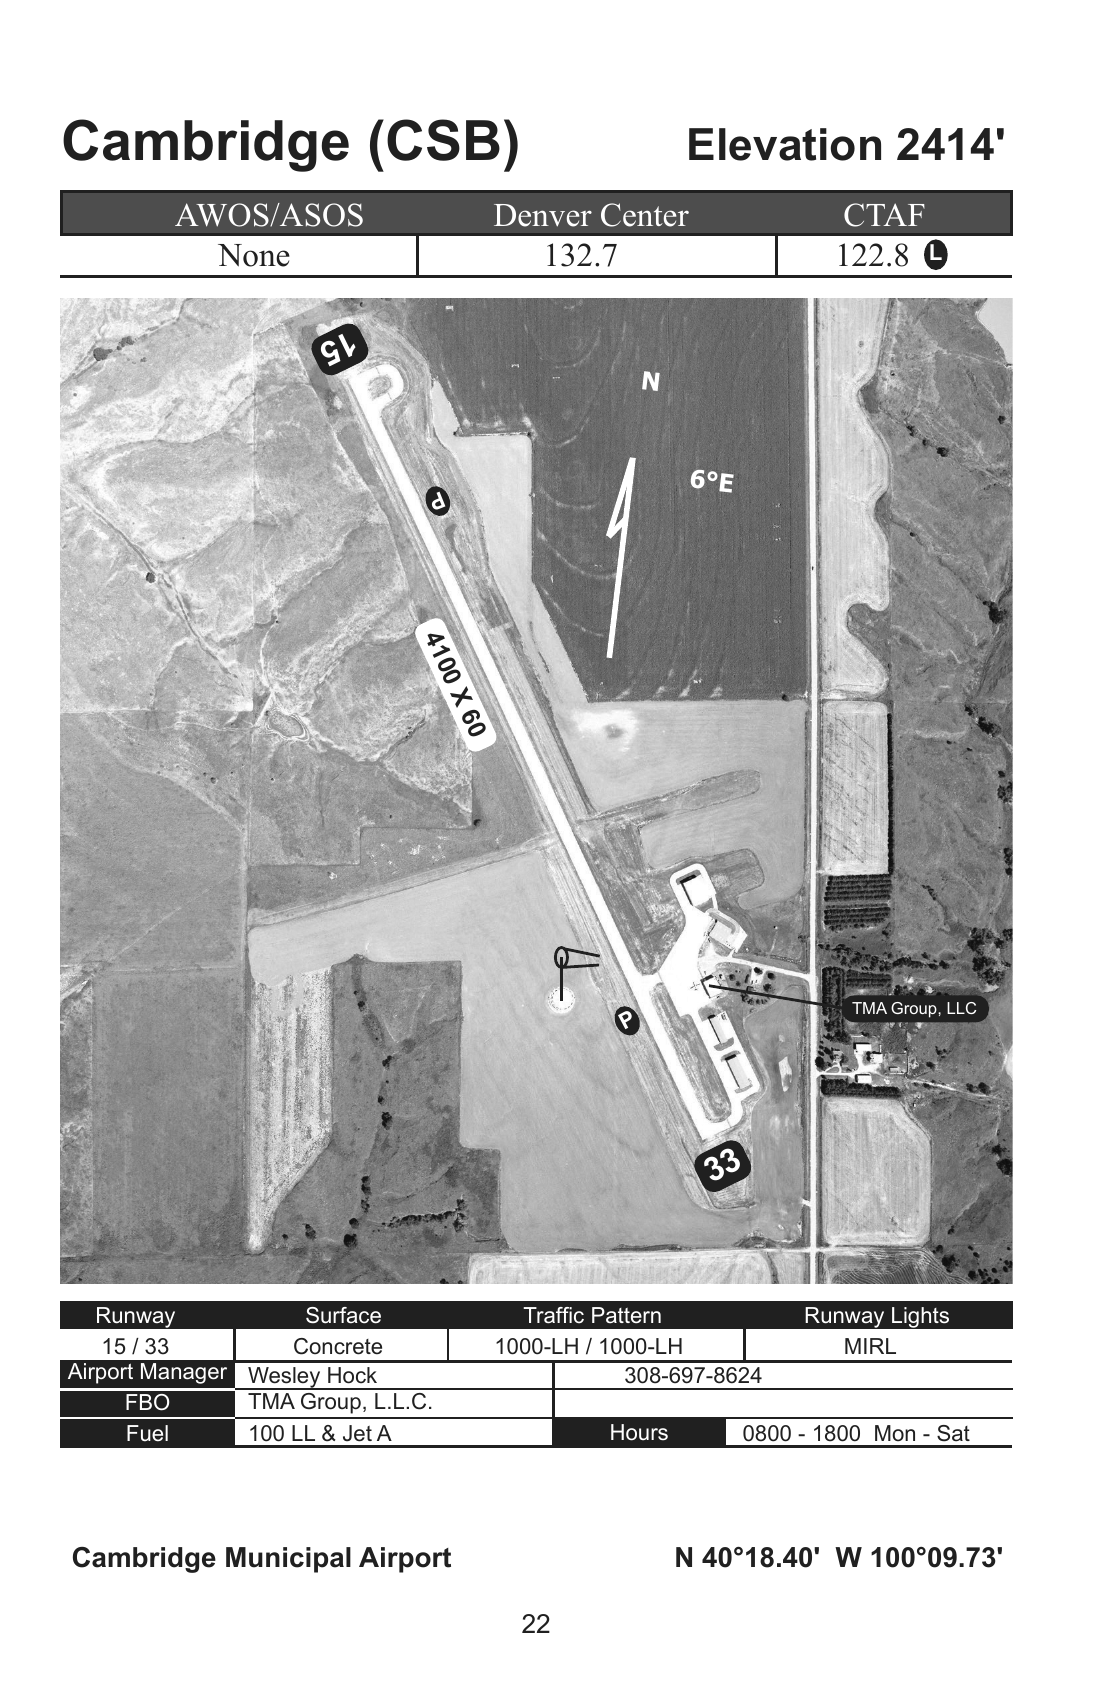 Cambridge (CSB) Elevation 2414'
AWOS/ASOS Denver Center CTAF
None 132.7 122.8 L
15
N
6°E
P
4100 X 60
TMA Group, LLC
P
33
Runway Surface Traffic Pattern Runway Lights
15 / 33 Concrete 1000-LH / 1000-LH MIRL
Airport Manager Wesley Hock 308-697-8624
FBO TMA Group, L.L.C.
Fuel 100 LL & Jet A Hours 0800 - 1800 Mon - Sat
Cambridge Municipal Airport N 40°18.40' W 100°09.73'
22